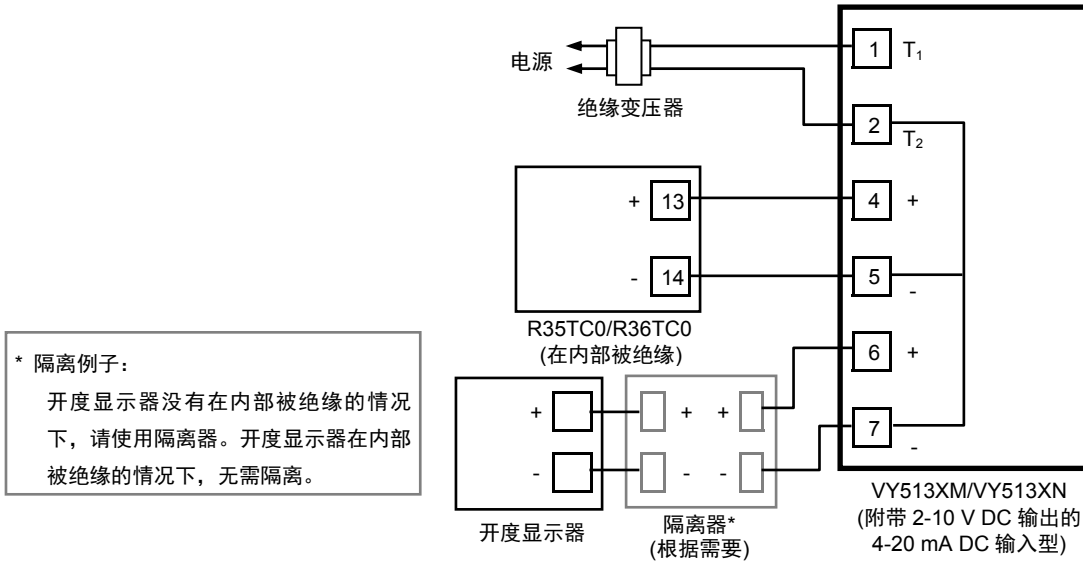 电源
绝缘变压器
1 T₁
2 T₂
+ 13
4 +
- 14
5 -
R35TC0/R36TC0
(在内部被绝缘)
6 +
7 -
+ + +
- - -
开度显示器
隔离器*
(根据需要)
VY513XM/VY513XN
(附带 2-10 V DC 输出的
4-20 mA DC 输入型)
* 隔离例子：
开度显示器没有在内部被绝缘的情况
下，请使用隔离器。开度显示器在内部
被绝缘的情况下，无需隔离。